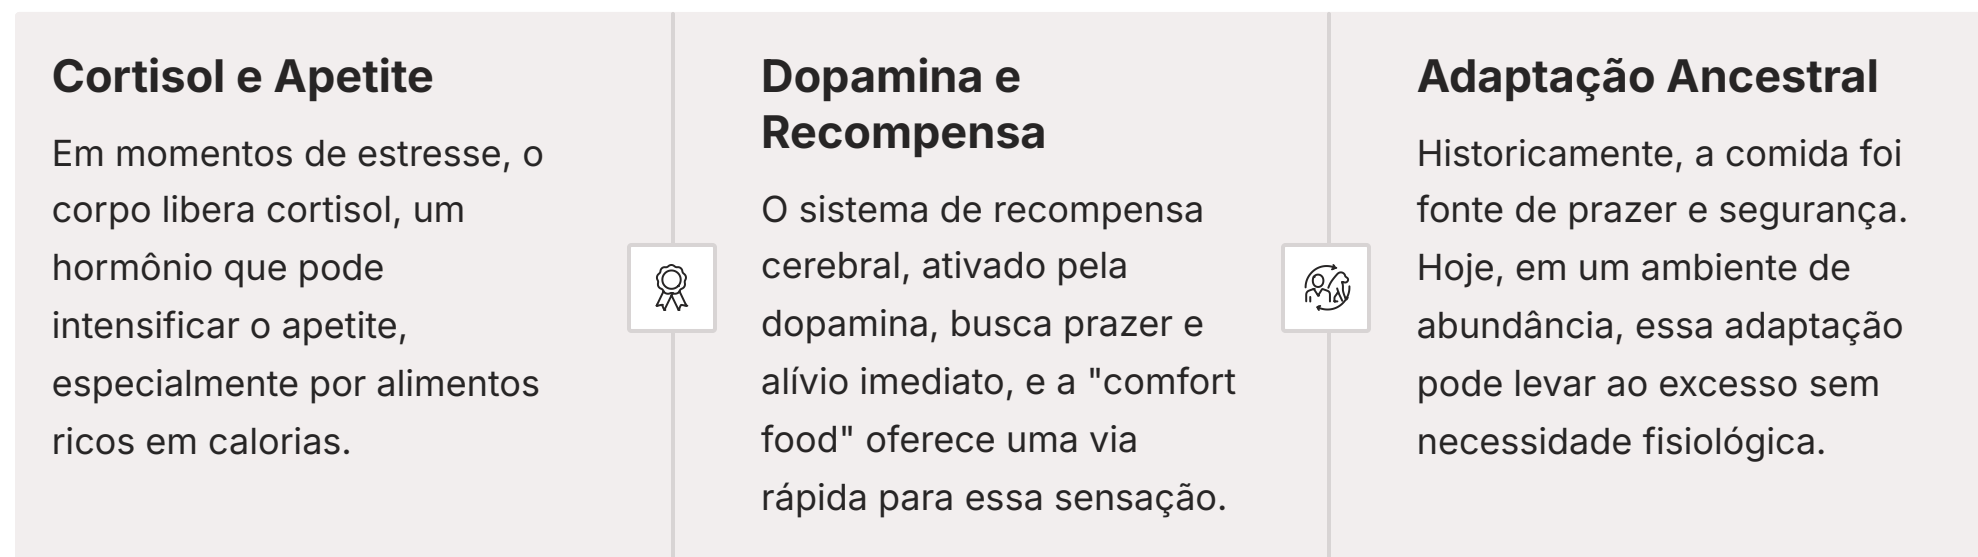 Cortisol e Apetite
Em momentos de estresse, o
corpo libera cortisol, um
hormônio que pode
intensificar o apetite,
especialmente por alimentos
ricos em calorias.
Dopamina e
Recompensa
O sistema de recompensa
cerebral, ativado pela
dopamina, busca prazer e
alívio imediato, e a "comfort
food" oferece uma via
rápida para essa sensação.
Adaptação Ancestral
Historicamente, a comida foi
fonte de prazer e segurança.
Hoje, em um ambiente de
abundância, essa adaptação
pode levar ao excesso sem
necessidade fisiológica.